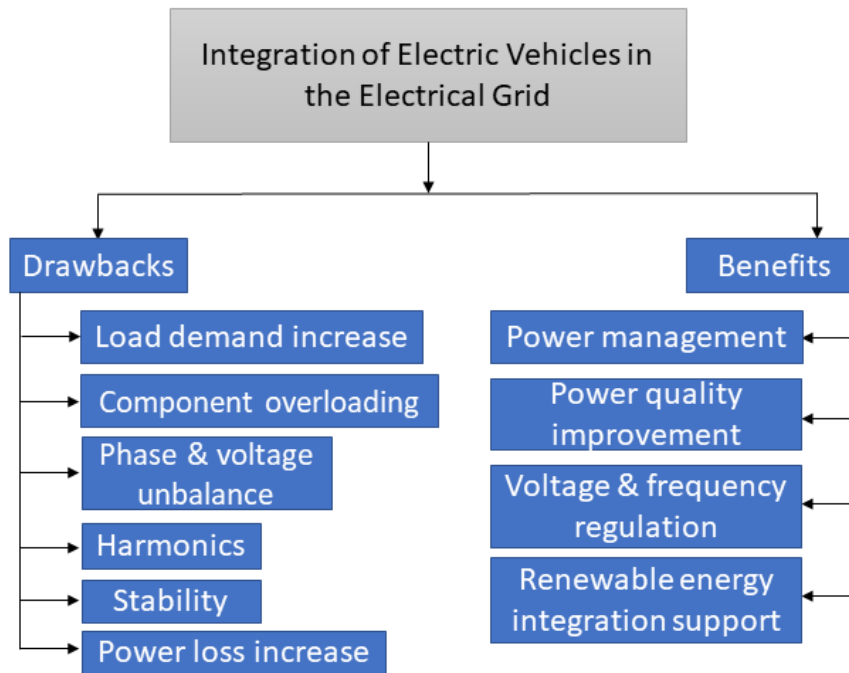 Integration of Electric Vehicles in
the Electrical Grid
Drawbacks
Load demand increase
Component overloading
Phase & voltage
unbalance
Harmonics
Stability
Power loss increase
Benefits
Power management
Power quality
improvement
Voltage & frequency
regulation
Renewable energy
integration support